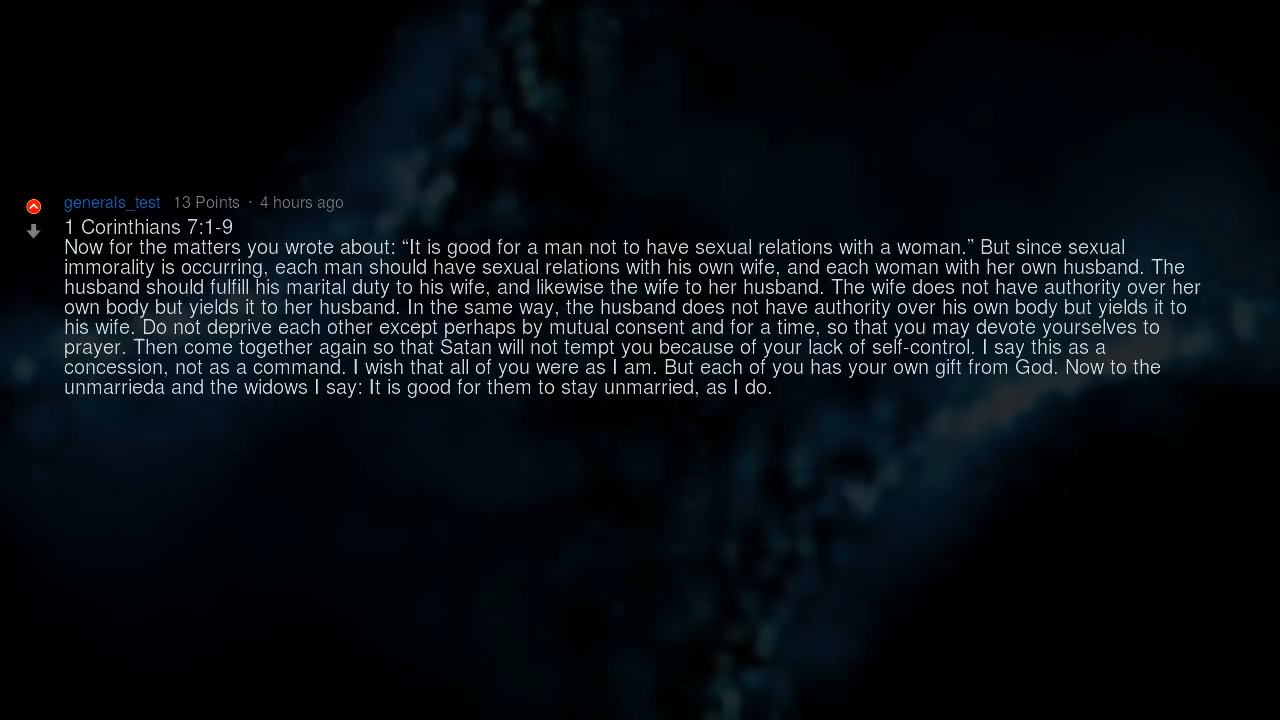 generals_test 13 Points · 4 hours ago
1 Corinthians 7:1-9
Now for the matters you wrote about: “It is good for a man not to have sexual relations with a woman.” But since sexual
immorality is occurring, each man should have sexual relations with his own wife, and each woman with her own husband. The
husband should fulfill his marital duty to his wife, and likewise the wife to her husband. The wife does not have authority over her
own body but yields it to her husband. In the same way, the husband does not have authority over his own body but yields it to
his wife. Do not deprive each other except perhaps by mutual consent and for a time, so that you may devote yourselves to
prayer. Then come together again so that Satan will not tempt you because of your lack of self-control. I say this as a
concession, not as a command. I wish that all of you were as I am. But each of you has your own gift from God. Now to the
unmarrieda and the widows I say: It is good for them to stay unmarried, as I do.